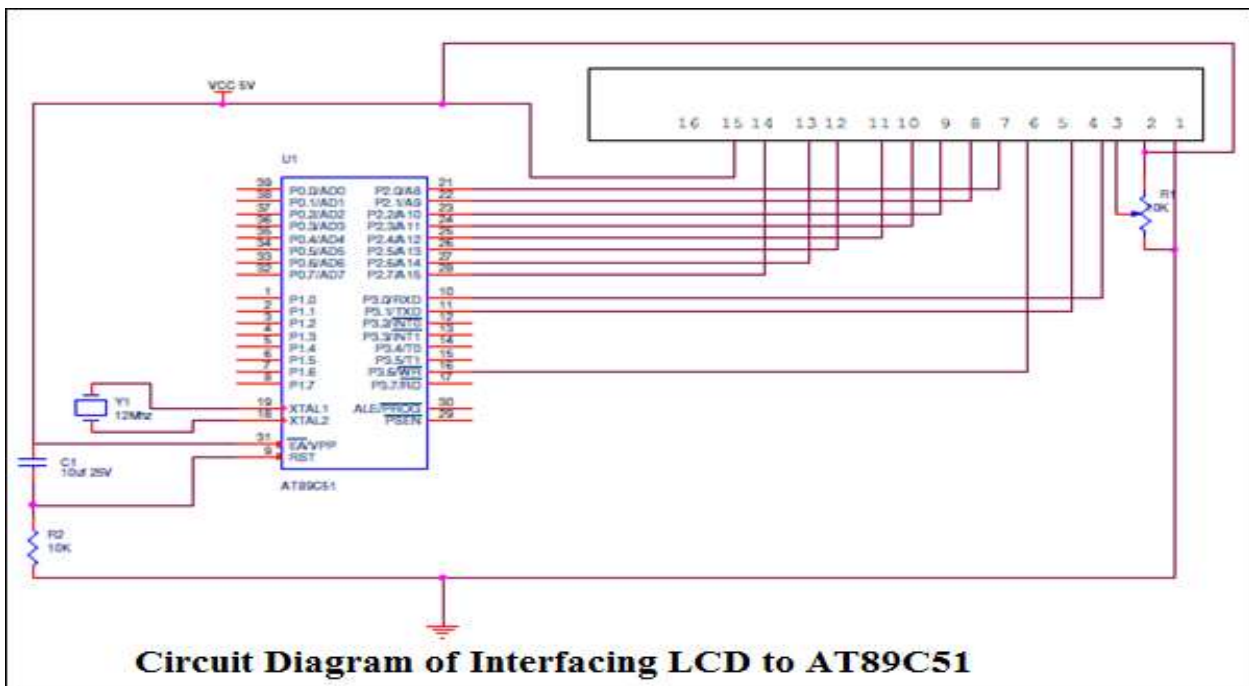 VCC 5V
16 15 14 13 12 11 10 9 8 7 6 5 4 3 2 1
U1
39 P0.0/AD0 P2.0/A8 21
38 P0.1/AD1 P2.1/A9 22
37 P0.2/AD2 P2.2/A10 23
36 P0.3/AD3 P2.3/A11 24
35 P0.4/AD4 P2.4/A12 25
34 P0.5/AD5 P2.5/A13 26
33 P0.6/AD6 P2.6/A14 27
32 P0.7/AD7 P2.7/A15 28
R1
1 P1.0 P3.0/RXD 10
2 P1.1 P3.1/TXD 11
3 P1.2 P3.2/INT0 12
4 P1.3 P3.3/INT1 13
5 P1.4 P3.4/T0 14
6 P1.5 P3.5/T1 15
7 P1.6 P3.6/WR 16
8 P1.7 P3.7/RD 17
Y1
12Mhz
19 XTAL1 ALE/PROG 30
18 XTAL2 PSEN 29
31 EA/VPP
9 RST
C1
10uf 25V
AT89C51
R2
10K
Circuit Diagram of Interfacing LCD to AT89C51